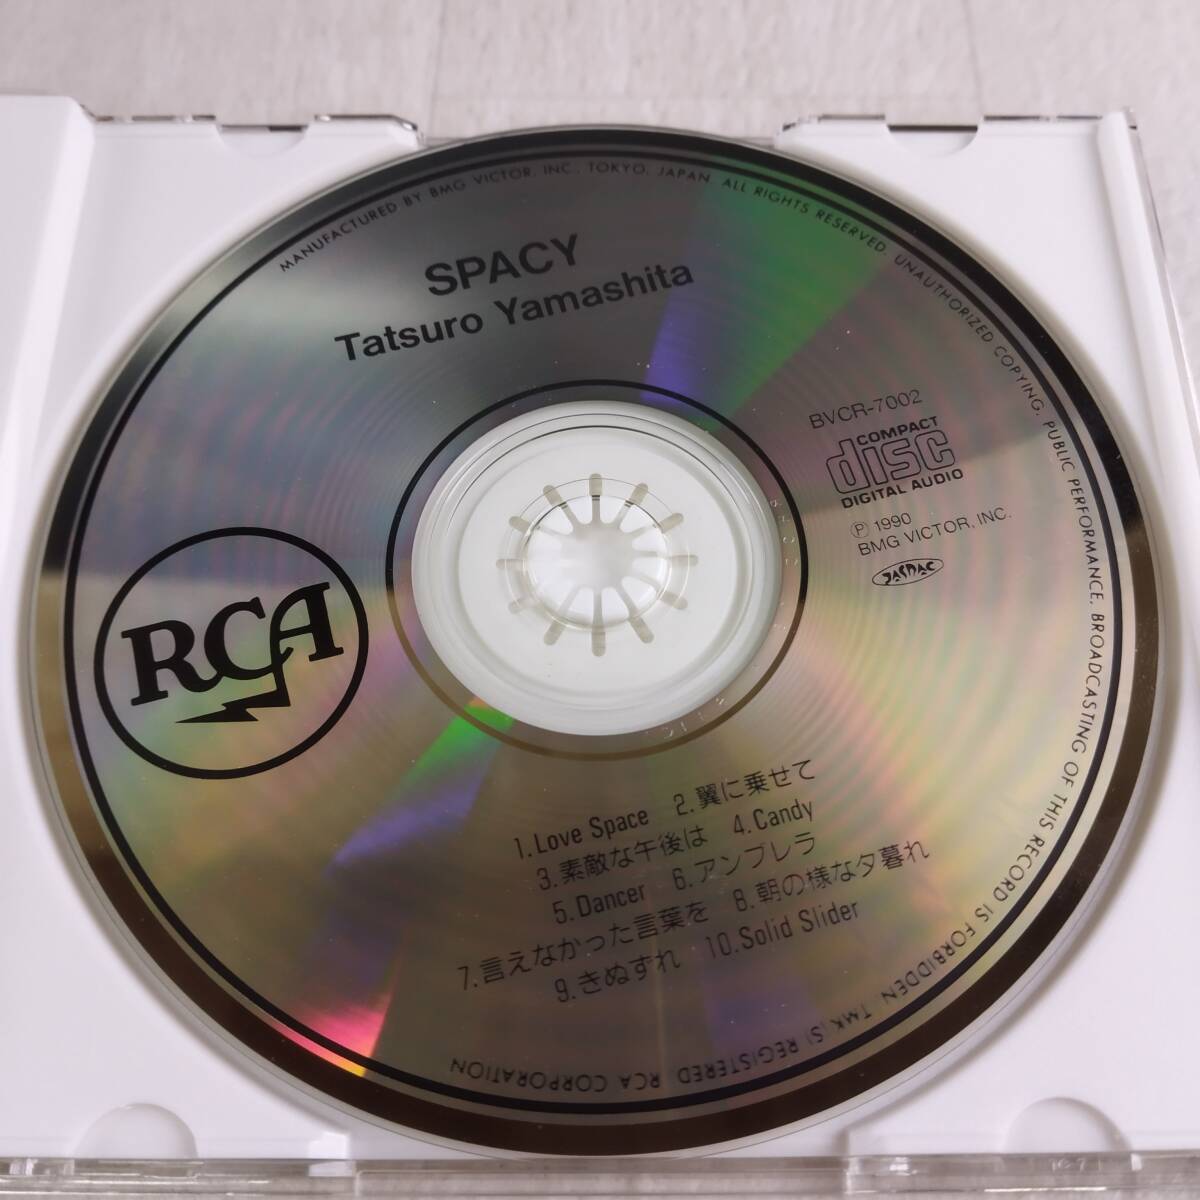 MANUFACTURED BY BMG VICTOR, INC., TOKYO, JAPAN. ALL RIGHTS RESERVED. UNAUTHORIZED COPYING, PUBLIC PERFORMANCE, BROADCASTING OF THIS RECORD IS FORBIDDEN. TMK(S) REGISTERED RCA CORPORATION
SPACY
Tatsuro Yamashita
BVCR-7002
COMPACT
disc
DIGITAL AUDIO
Ⓟ 1990
BMG VICTOR, INC.
JASRAC
RCA
1.Love Space 2.翼に乗せて
3.素敵な午後は 4.Candy
5.Dancer 6.アンブレラ
7.言えなかった言葉を 8.朝の様な夕暮れ
9.きぬずれ 10.Solid Slider